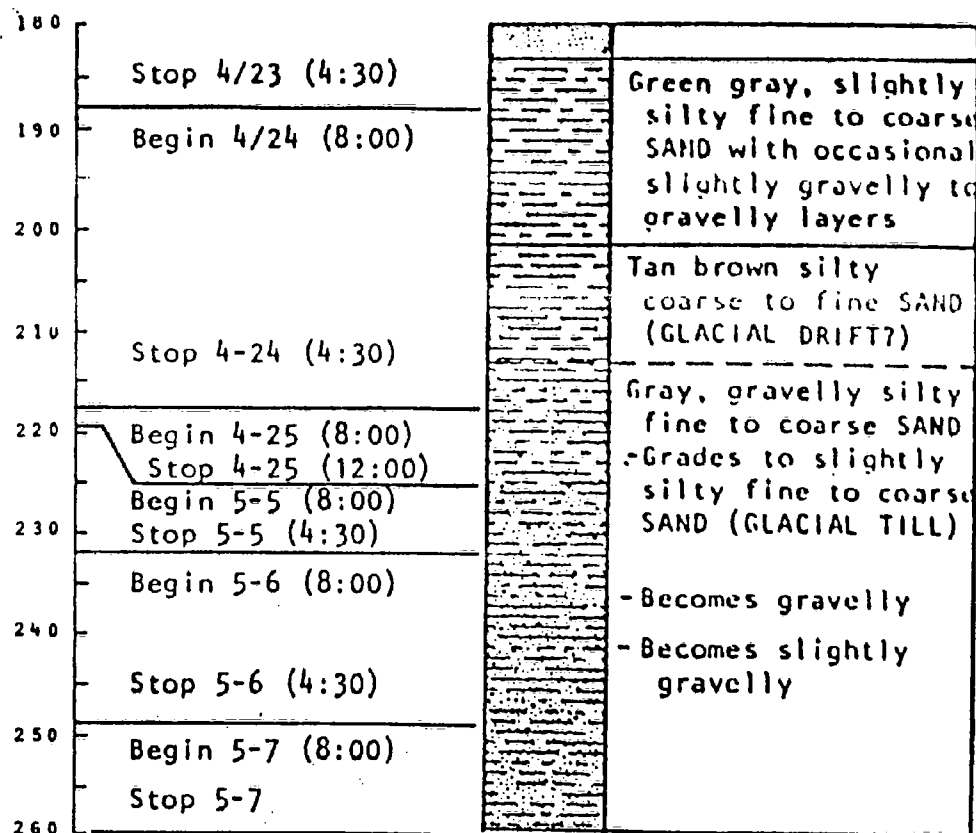 180
190
200
210
220
230
240
250
260
Stop 4/23 (4:30)
Begin 4/24 (8:00)
Stop 4-24 (4:30)
Begin 4-25 (8:00)
Stop 4-25 (12:00)
Begin 5-5 (8:00)
Stop 5-5 (4:30)
Begin 5-6 (8:00)
Stop 5-6 (4:30)
Begin 5-7 (8:00)
Stop 5-7
Green gray, slightly
silty fine to coarse
SAND with occasional
slightly gravelly to
gravelly layers
Tan brown silty
coarse to fine SAND
(GLACIAL DRIFT?)
Gray, gravelly silty
fine to coarse SAND
-Grades to slightly
silty fine to coarse
SAND (GLACIAL TILL)
-Becomes gravelly
-Becomes slightly
gravelly